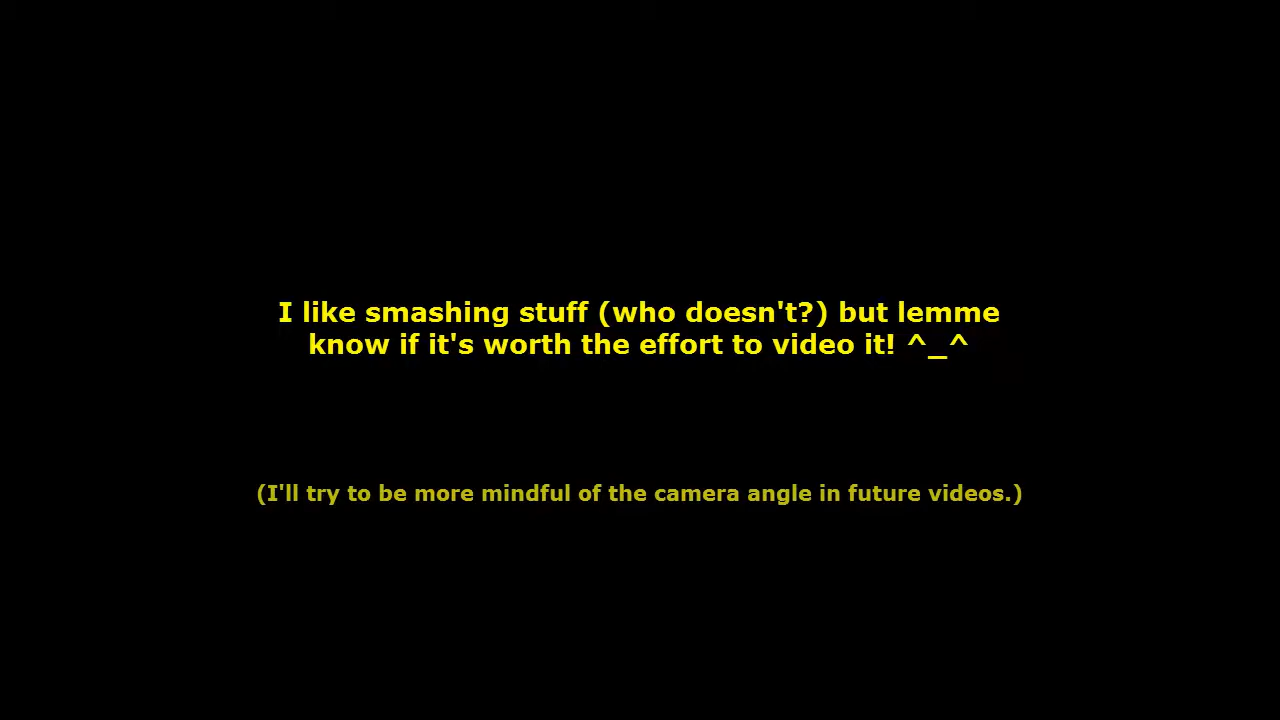 I like smashing stuff (who doesn't?) but lemme
know if it's worth the effort to video it! ^_^
(I'll try to be more mindful of the camera angle in future videos.)